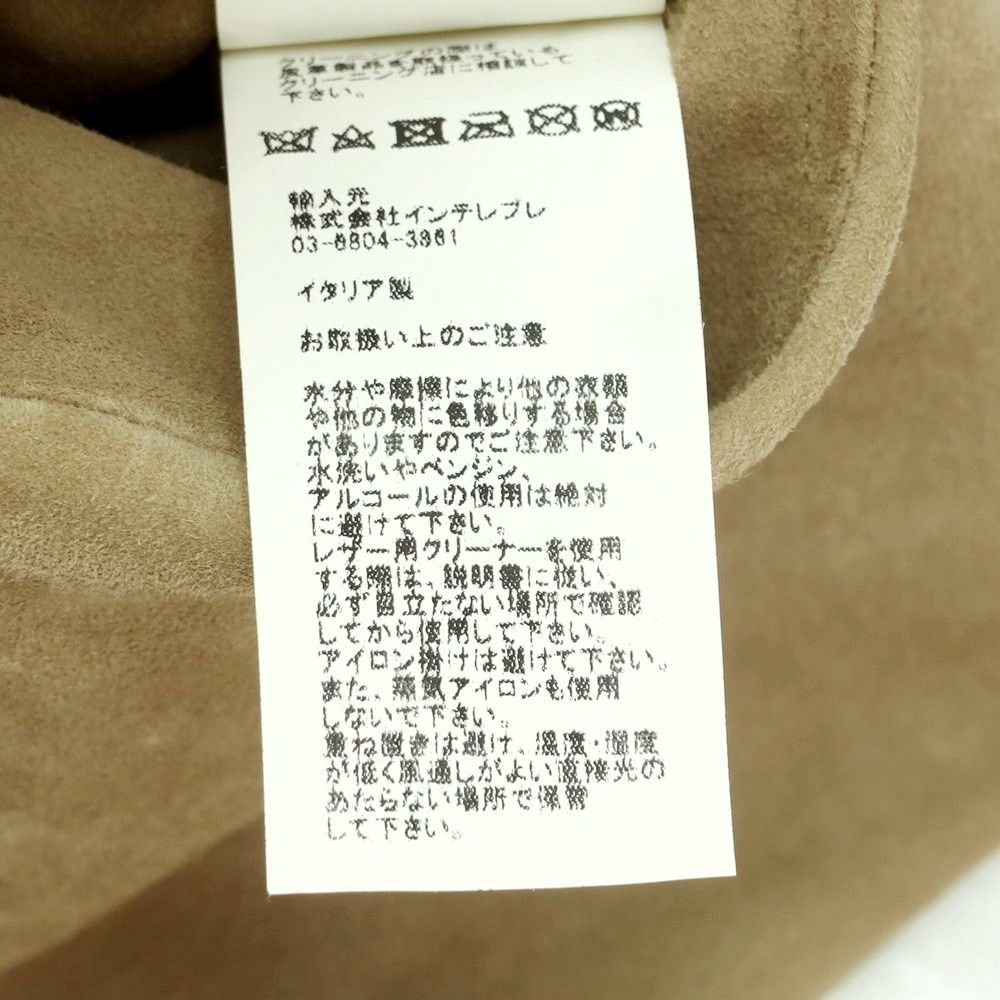 クリーニングの際は
皮革製品を取扱っている
クリーニング店に相談して
下さい。
輸入元
株式会社インテレプレ
03-6804-3861
イタリア製
お取扱い上のご注意
水分や摩擦により他の衣類
や他の物に色移りする場合
がありますのでご注意下さい。
水洗いやベンジン、
アルコールの使用は絶対
に避けて下さい。
レザー用クリーナーを使用
する際は、説明書に従い、
必ず目立たない場所で確認
してから使用して下さい。
アイロン掛けは避けて下さい。
また、蒸気アイロンも使用
しないで下さい。
重ね置きは避け、温度・湿度
が低く風通しがよい直接光の
あたらない場所で保管
して下さい。